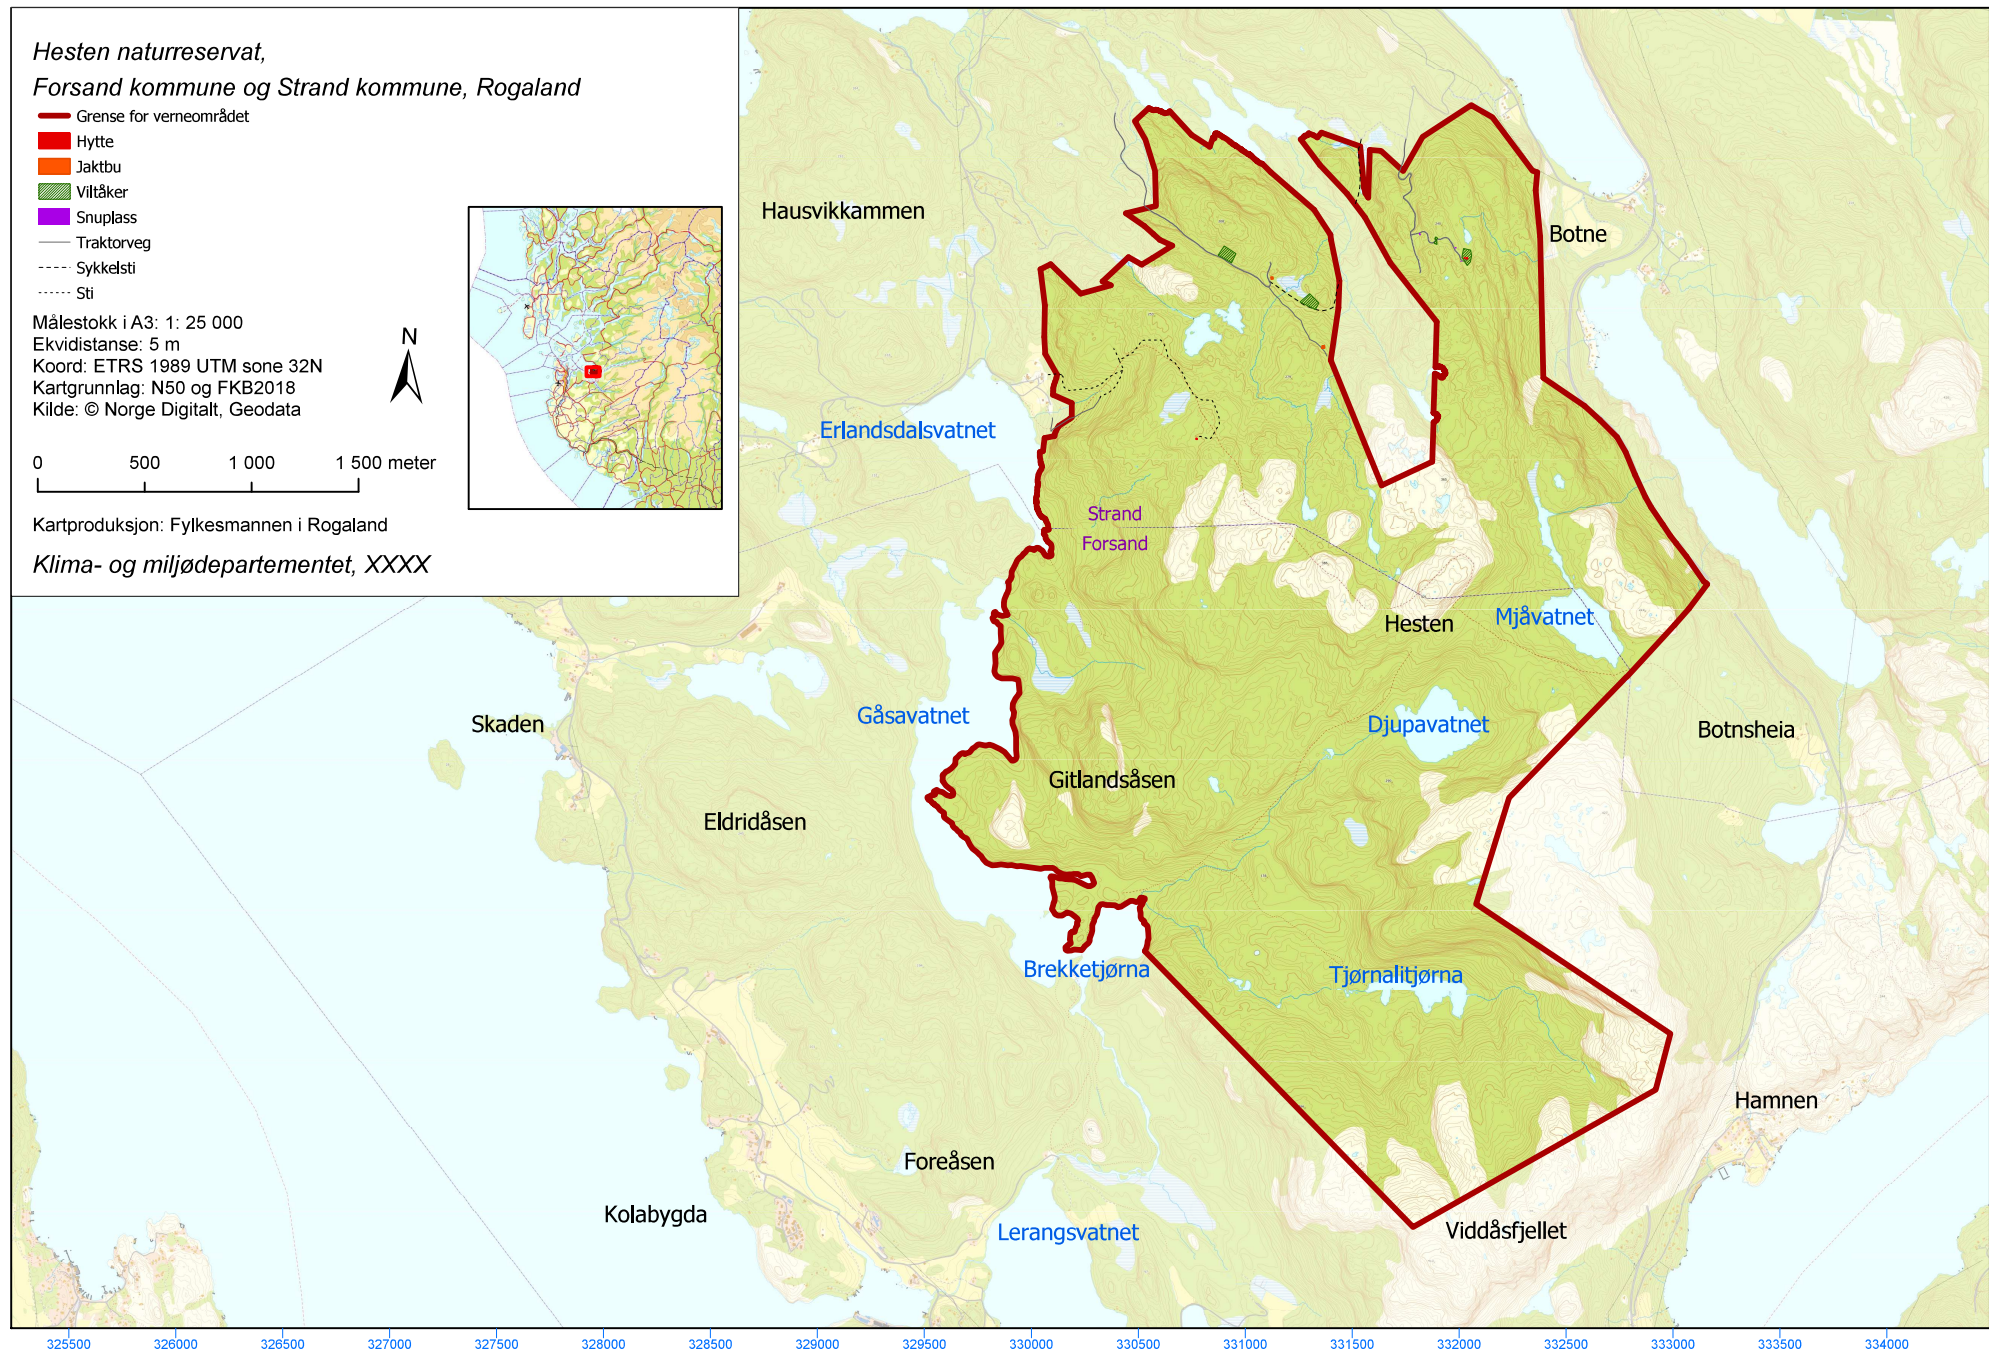 Hesten naturreservat,
Forsand kommune og Strand kommune, Rogaland
Grense for verneområdet
Hytte
Jaktbu
Viltåker
Snuplass
Traktorveg
Sykkelsti
Sti
Målestokk i A3: 1: 25 000
Ekvidistanse: 5 m
Koord: ETRS 1989 UTM sone 32N
Kartgrunnlag: N50 og FKB2018
Kilde: © Norge Digitalt, Geodata
N
0 500 1 000 1 500 meter
Kartproduksjon: Fylkesmannen i Rogaland
Klima- og miljødepartementet, XXXX
Hausvikkammen
Botne
Erlandsdalsvatnet
Strand
Forsand
Hesten
Mjåvatnet
Skaden
Gåsavatnet
Djupavatnet
Botnsheia
Gitlandsåsen
Eldridåsen
Brekketjørna
Tjørnalitjørna
Hamnen
Foreåsen
Kolabygda
Lerangsvatnet
Viddåsfjellet
325500 326000 326500 327000 327500 328000 328500 329000 329500 330000 330500 331000 331500 332000 332500 333000 333500 334000